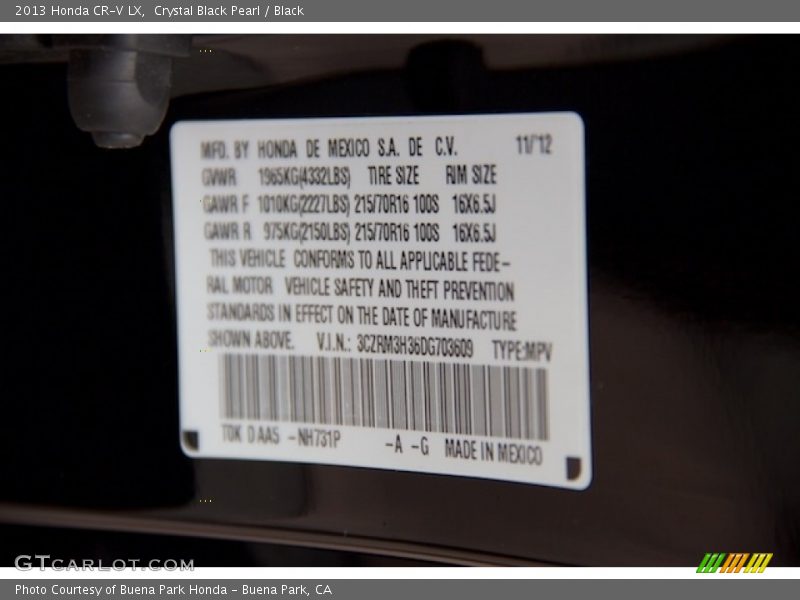 2013 Honda CR-V LX, Crystal Black Pearl / Black
MFD. BY HONDA DE MEXICO S.A. DE C.V. 11/12
GVWR 1965KG(4332LBS) TIRE SIZE RIM SIZE
GAWR F 1010KG(2227LBS) 215/70R16 100S 16X6.5J
GAWR R 975KG(2150LBS) 215/70R16 100S 16X6.5J
THIS VEHICLE CONFORMS TO ALL APPLICABLE FEDE-
RAL MOTOR VEHICLE SAFETY AND THEFT PREVENTION
STANDARDS IN EFFECT ON THE DATE OF MANUFACTURE
SHOWN ABOVE. V.I.N.: 3CZRM3H36DG703609 TYPE:MPV
T0K D AA5 -NH731P -A -G MADE IN MEXICO
GTCARLOT.COM
Photo Courtesy of Buena Park Honda - Buena Park, CA